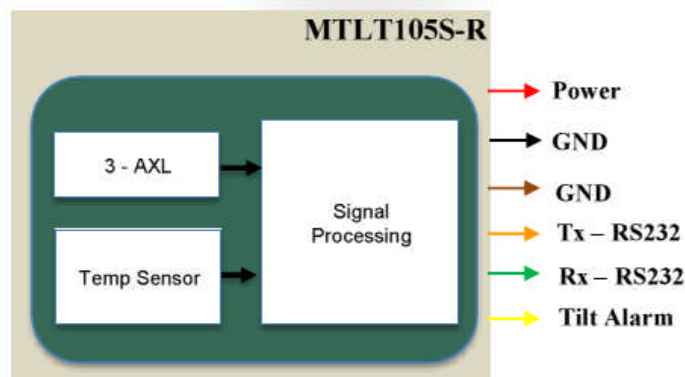 MTLT105S-R
3 - AXL
Temp Sensor
Signal
Processing
Power
GND
GND
Tx – RS232
Rx – RS232
Tilt Alarm